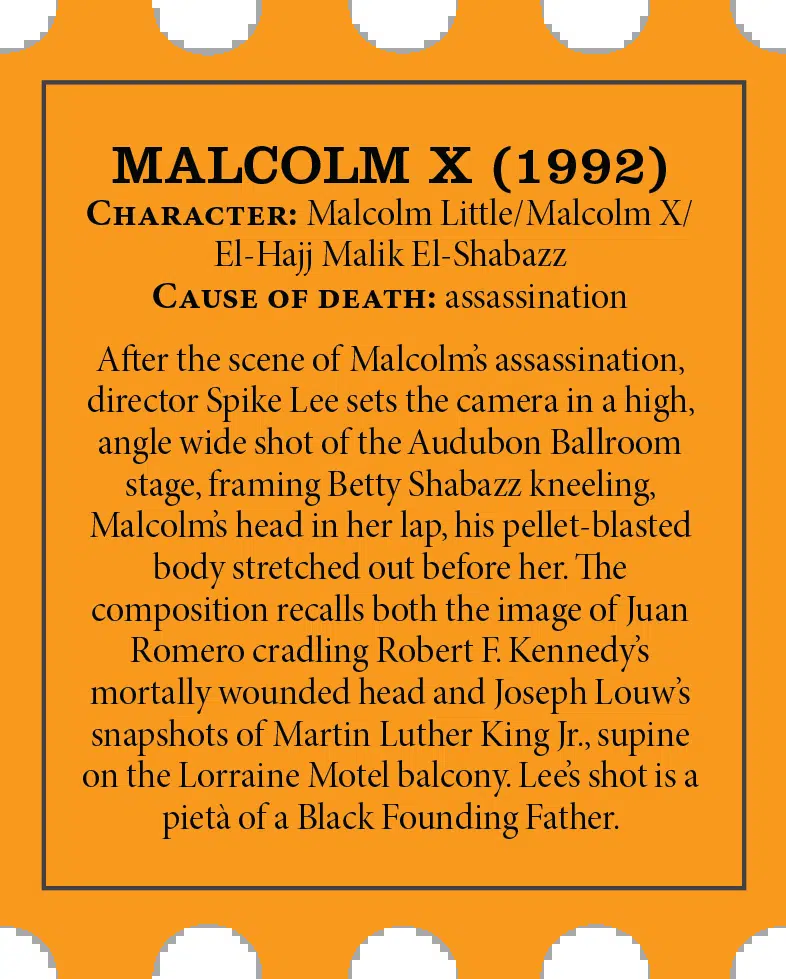 MALCOLM X (1992)
CHARACTER: Malcolm Little/Malcolm X/
El-Hajj Malik El-Shabazz
CAUSE OF DEATH: assassination
After the scene of Malcolm's assassination,
director Spike Lee sets the camera in a high,
angle wide shot of the Audubon Ballroom
stage, framing Betty Shabazz kneeling,
Malcolm's head in her lap, his pellet-blasted
body stretched out before her. The
composition recalls both the image of Juan
Romero cradling Robert F. Kennedy's
mortally wounded head and Joseph Louw's
snapshots of Martin Luther King Jr., supine
on the Lorraine Motel balcony. Lee's shot is a
pietà of a Black Founding Father.